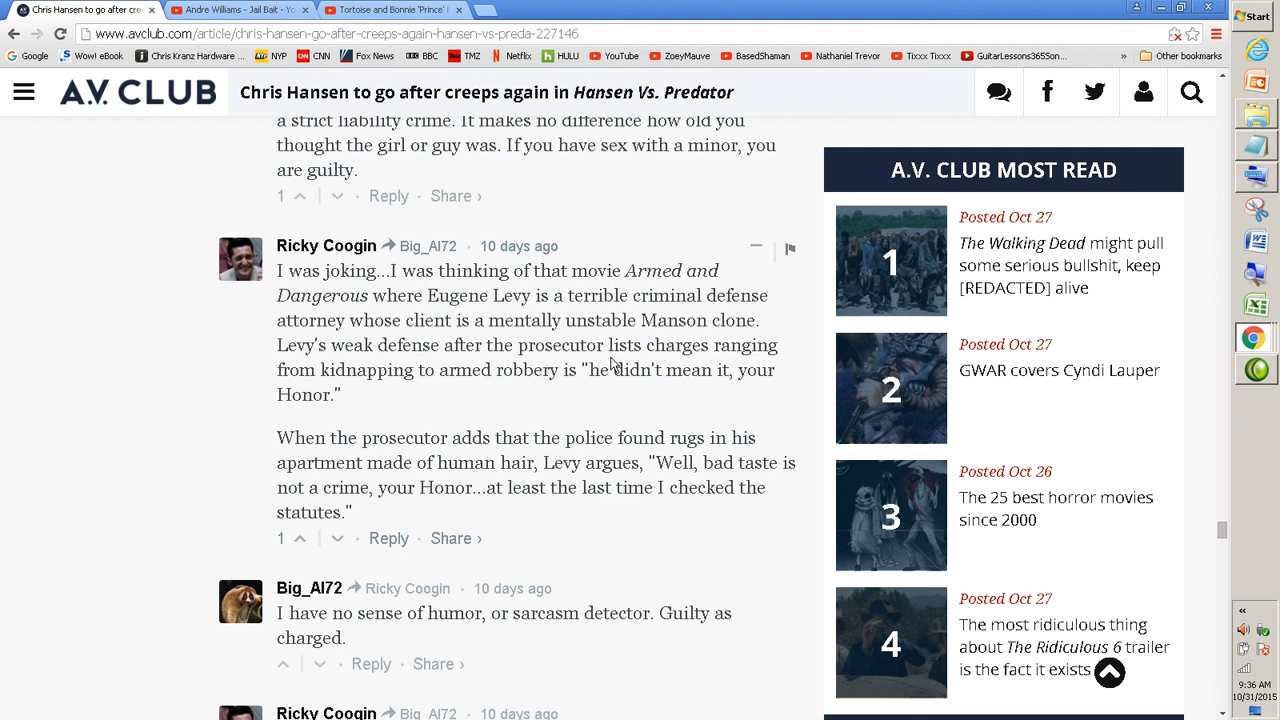 Chris Hansen to go after cree
Andre Williams - Jail Bait - Yo
Tortoise and Bonnie 'Prince' B
www.avclub.com/article/chris-hansen-go-after-creeps-again-hansen-vs-pred-227146
Google
Wow! eBook
Chris Kranz Hardware ...
NYP
CNN
Fox News
BBC
TMZ
Netflix
HULU
YouTube
ZoeyMauve
BasedShaman
Nathaniel Trevor
Tixxx Tixxx
GuitarLessons365on...
»
Other bookmarks
Start
A.V. CLUB
Chris Hansen to go after creeps again in Hansen Vs. Predator
a strict liability crime. It makes no difference how old you
thought the girl or guy was. If you have sex with a minor, you
are guilty.
1 Reply • Share ›
Ricky Coogin Big_Al72 • 10 days ago
I was joking...I was thinking of that movie Armed and
Dangerous where Eugene Levy is a terrible criminal defense
attorney whose client is a mentally unstable Manson clone.
Levy's weak defense after the prosecutor lists charges ranging
from kidnapping to armed robbery is "he didn't mean it, your
Honor."
When the prosecutor adds that the police found rugs in his
apartment made of human hair, Levy argues, "Well, bad taste is
not a crime, your Honor...at least the last time I checked the
statutes."
1 Reply • Share ›
Big_Al72 Ricky Coogin • 10 days ago
I have no sense of humor, or sarcasm detector. Guilty as
charged.
Reply • Share ›
Ricky Coogin Big_Al72 • 10 days ago
A.V. CLUB MOST READ
1
Posted Oct 27
The Walking Dead might pull
some serious bullshit, keep
[REDACTED] alive
2
Posted Oct 27
GWAR covers Cyndi Lauper
3
Posted Oct 26
The 25 best horror movies
since 2000
4
Posted Oct 27
The most ridiculous thing
about The Ridiculous 6 trailer
is the fact it exists
9:36 AM
10/31/2015